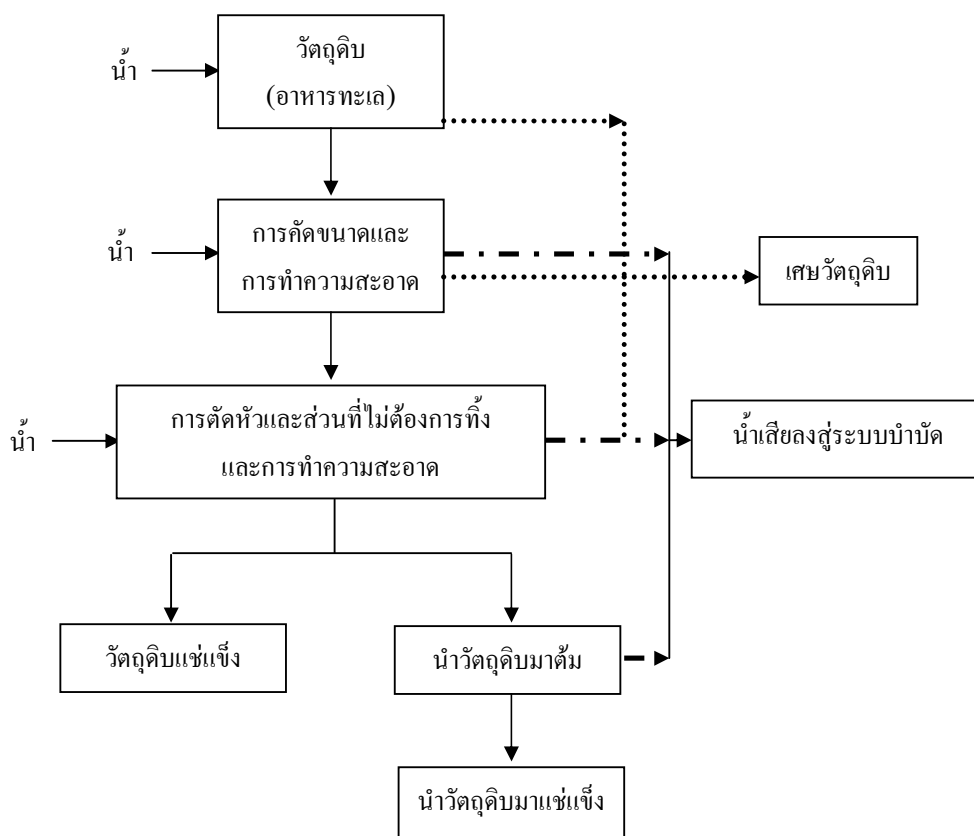 น้ำ
วัตถุดิบ
(อาหารทะเล)
น้ำ
การคัดขนาดและ
การทำความสะอาด
เศษวัตถุดิบ
น้ำ
การตัดหัวและส่วนที่ไม่ต้องการทิ้ง
และการทำความสะอาด
น้ำเสียลงสู่ระบบบำบัด
วัตถุดิบแช่แข็ง
นำวัตถุดิบมาต้ม
นำวัตถุดิบมาแช่แข็ง